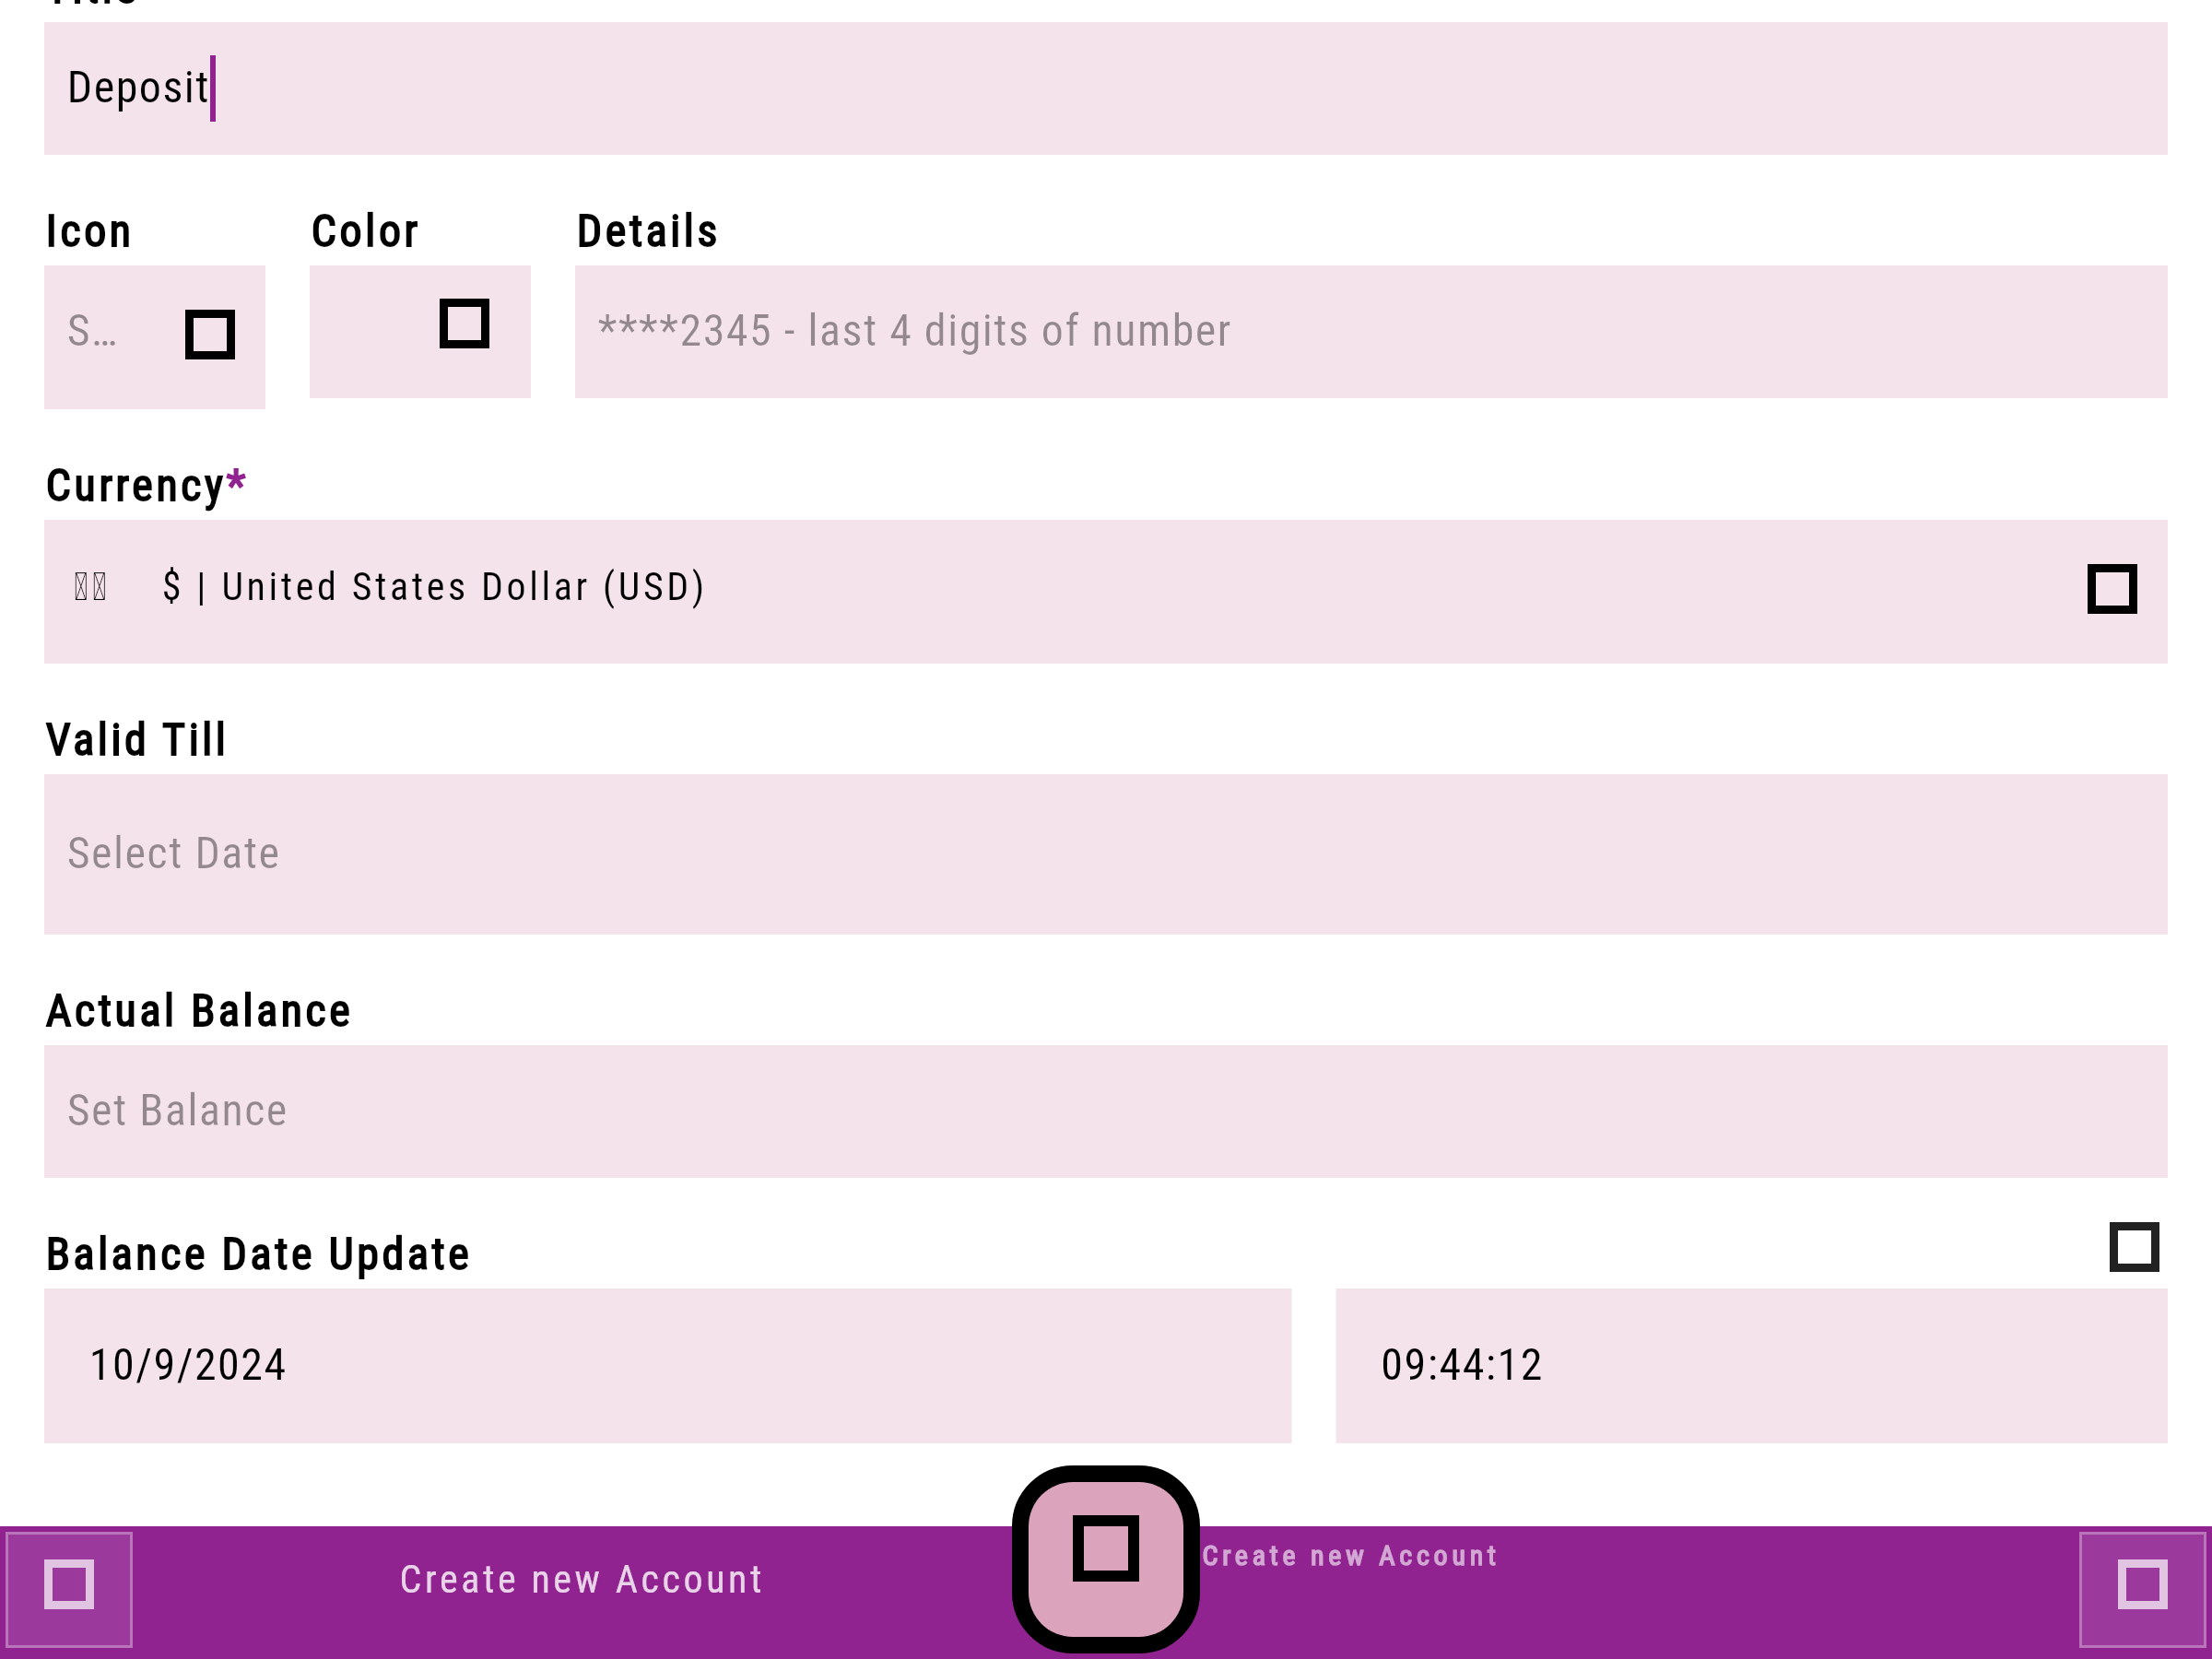 Deposit
Icon Color Details
S… ****2345 - last 4 digits of number
Currency*
$ | United States Dollar (USD)
Valid Till
Select Date
Actual Balance
Set Balance
Balance Date Update
10/9/2024 09:44:12
Create new Account Create new Account